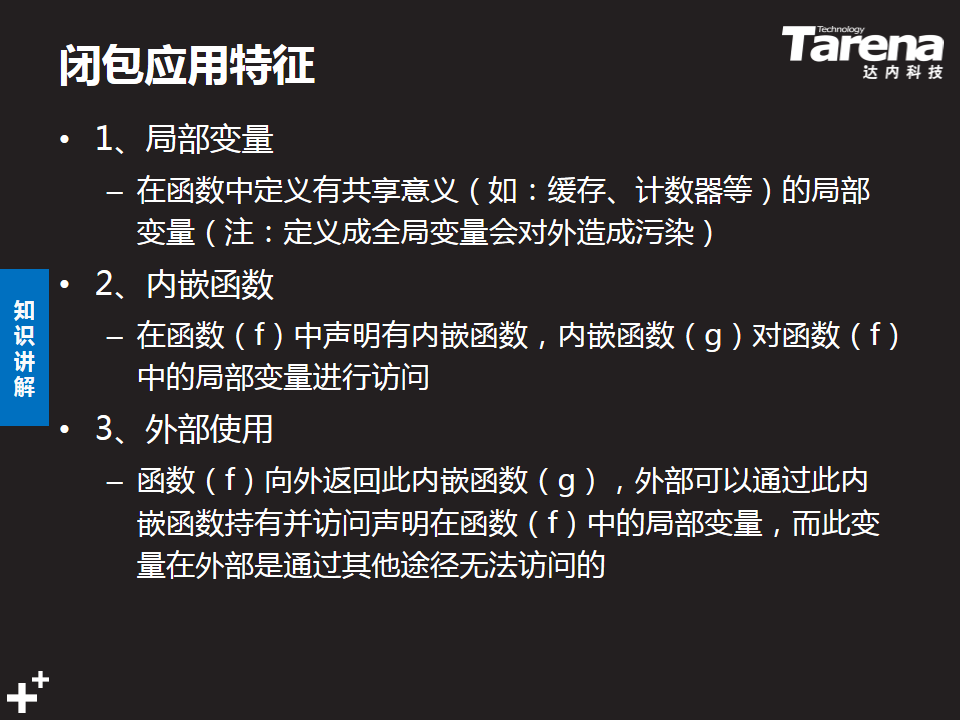 闭包应用特征
Technology
Tarena
达内科技
• 1、局部变量
– 在函数中定义有共享意义（如：缓存、计数器等）的局部
变量（注：定义成全局变量会对外造成污染）
• 2、内嵌函数
– 在函数（f）中声明有内嵌函数，内嵌函数（g）对函数（f）
中的局部变量进行访问
• 3、外部使用
– 函数（f）向外返回此内嵌函数（g），外部可以通过此内
嵌函数持有并访问声明在函数（f）中的局部变量，而此变
量在外部是通过其他途径无法访问的
知
识
讲
解